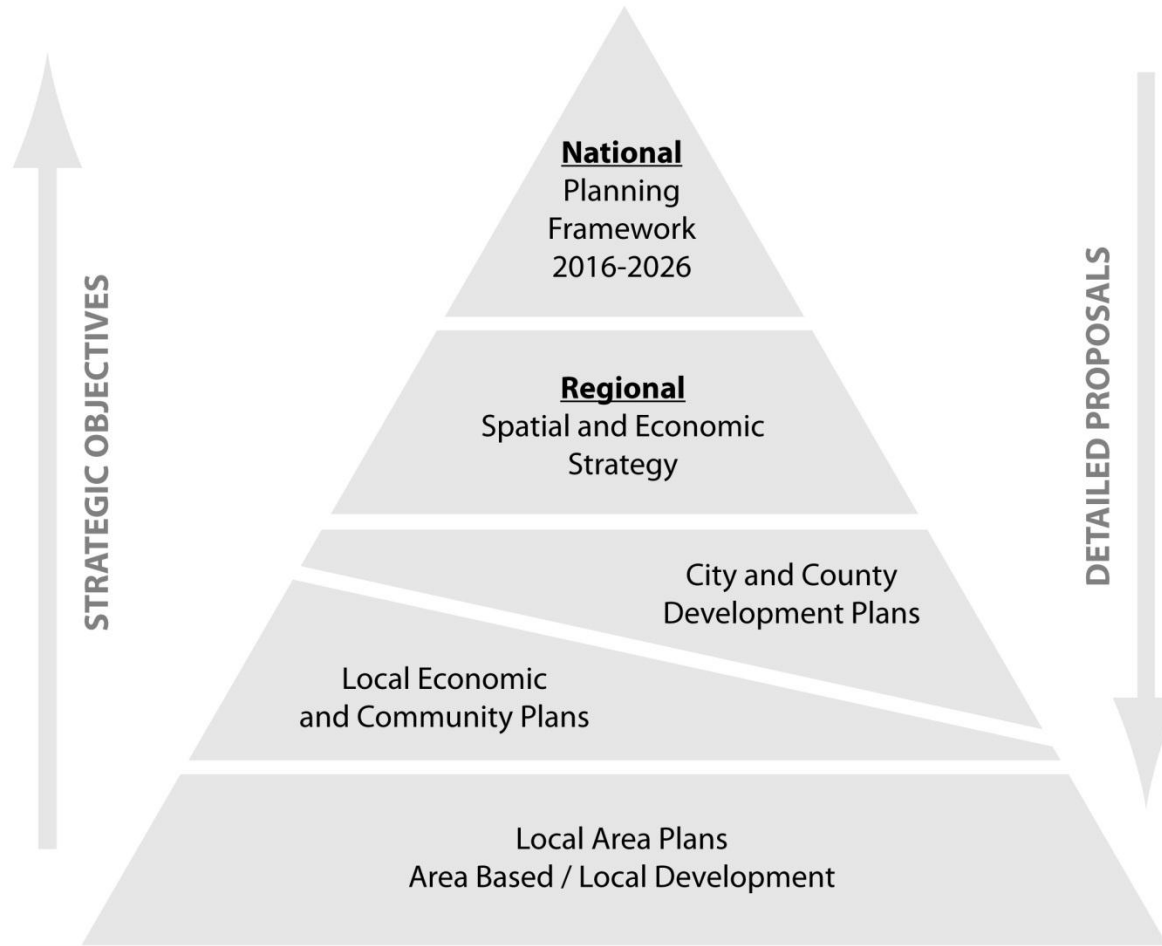 STRATEGIC OBJECTIVES
National
Planning
Framework
2016-2026
Regional
Spatial and Economic
Strategy
City and County
Development Plans
Local Economic
and Community Plans
Local Area Plans
Area Based / Local Development
DETAILED PROPOSALS